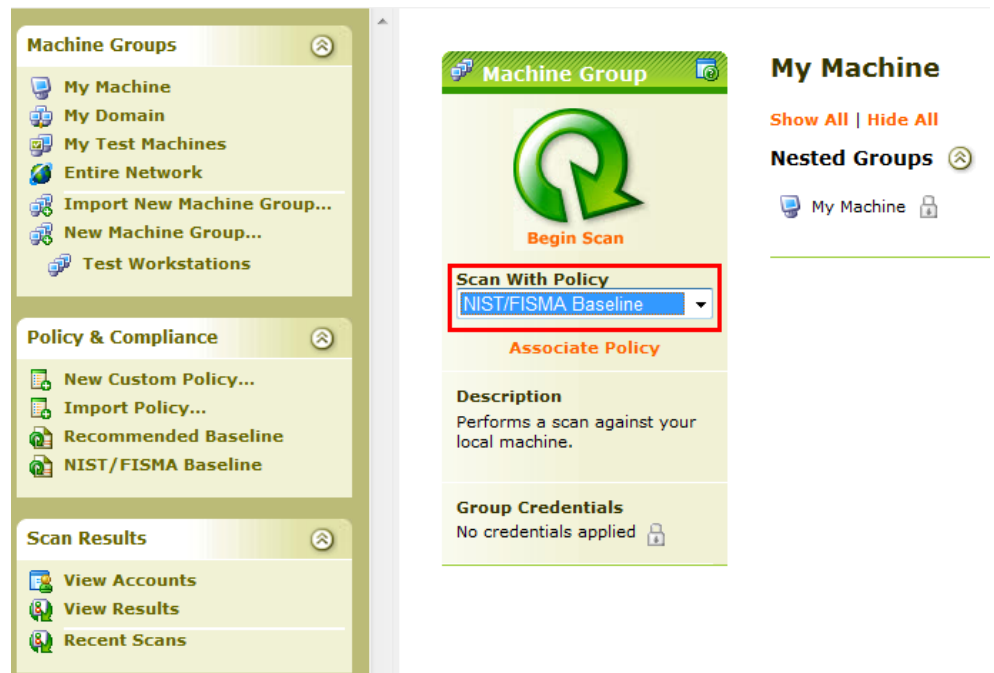 Machine Groups
My Machine
My Domain
My Test Machines
Entire Network
Import New Machine Group...
New Machine Group...
Test Workstations
Policy & Compliance
New Custom Policy...
Import Policy...
Recommended Baseline
NIST/FISMA Baseline
Scan Results
View Accounts
View Results
Recent Scans
Machine Group
Begin Scan
Scan With Policy
NIST/FISMA Baseline
Associate Policy
Description
Performs a scan against your
local machine.
Group Credentials
No credentials applied
My Machine
Show All | Hide All
Nested Groups
My Machine